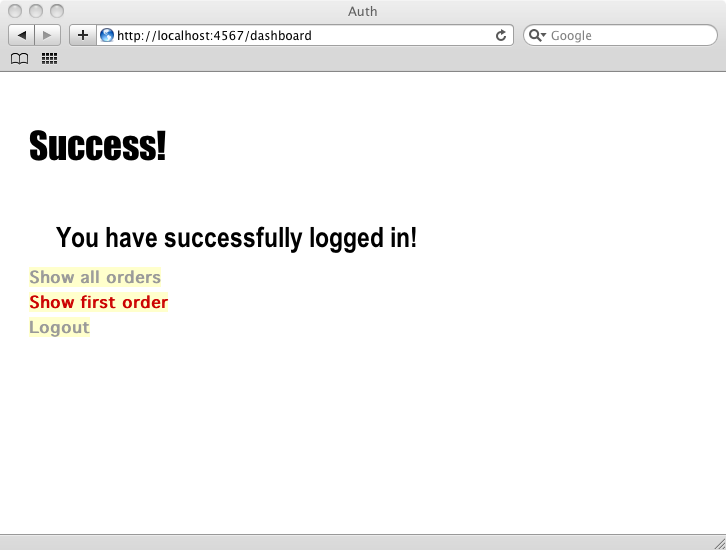 Auth
http://localhost:4567/dashboard
Google
Success!
You have successfully logged in!
Show all orders
Show first order
Logout